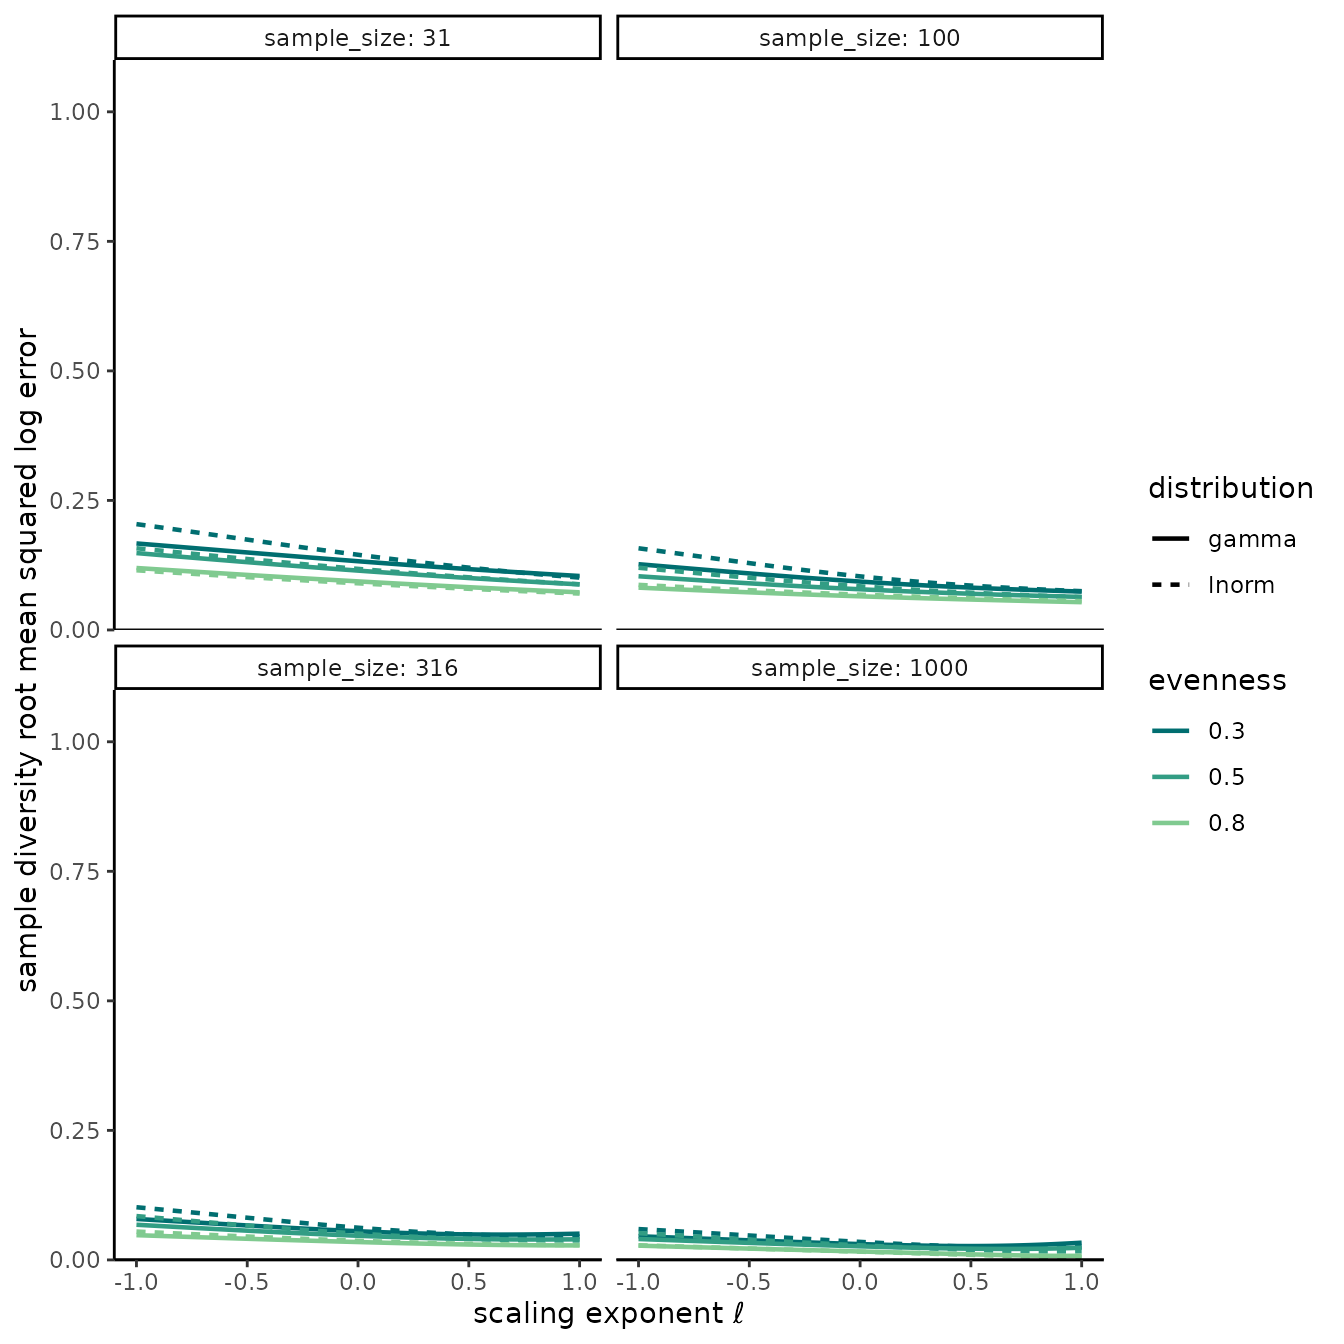 sample_size: 31
sample_size: 100
1.00
0.75
0.50
0.25
0.00
sample_size: 316
sample_size: 1000
1.00
0.75
0.50
0.25
0.00
-1.0 -0.5 0.0 0.5 1.0
-1.0 -0.5 0.0 0.5 1.0
scaling exponent ℓ
sample diversity root mean squared log error
distribution
gamma
lnorm
evenness
0.3
0.5
0.8